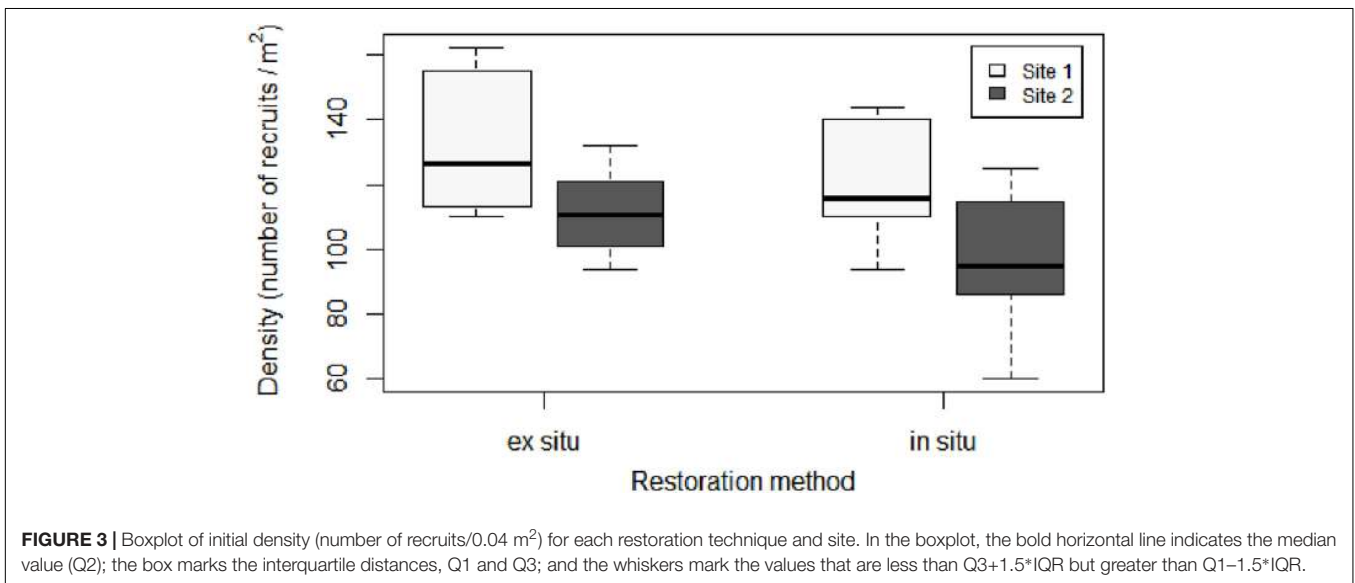 Density (number of recruits / m²)
140
100
80
60
Site 1
Site 2
ex situ
in situ
Restoration method
FIGURE 3 | Boxplot of initial density (number of recruits/0.04 m²) for each restoration technique and site. In the boxplot, the bold horizontal line indicates the median
value (Q2); the box marks the interquartile distances, Q1 and Q3; and the whiskers mark the values that are less than Q3+1.5*IQR but greater than Q1–1.5*IQR.